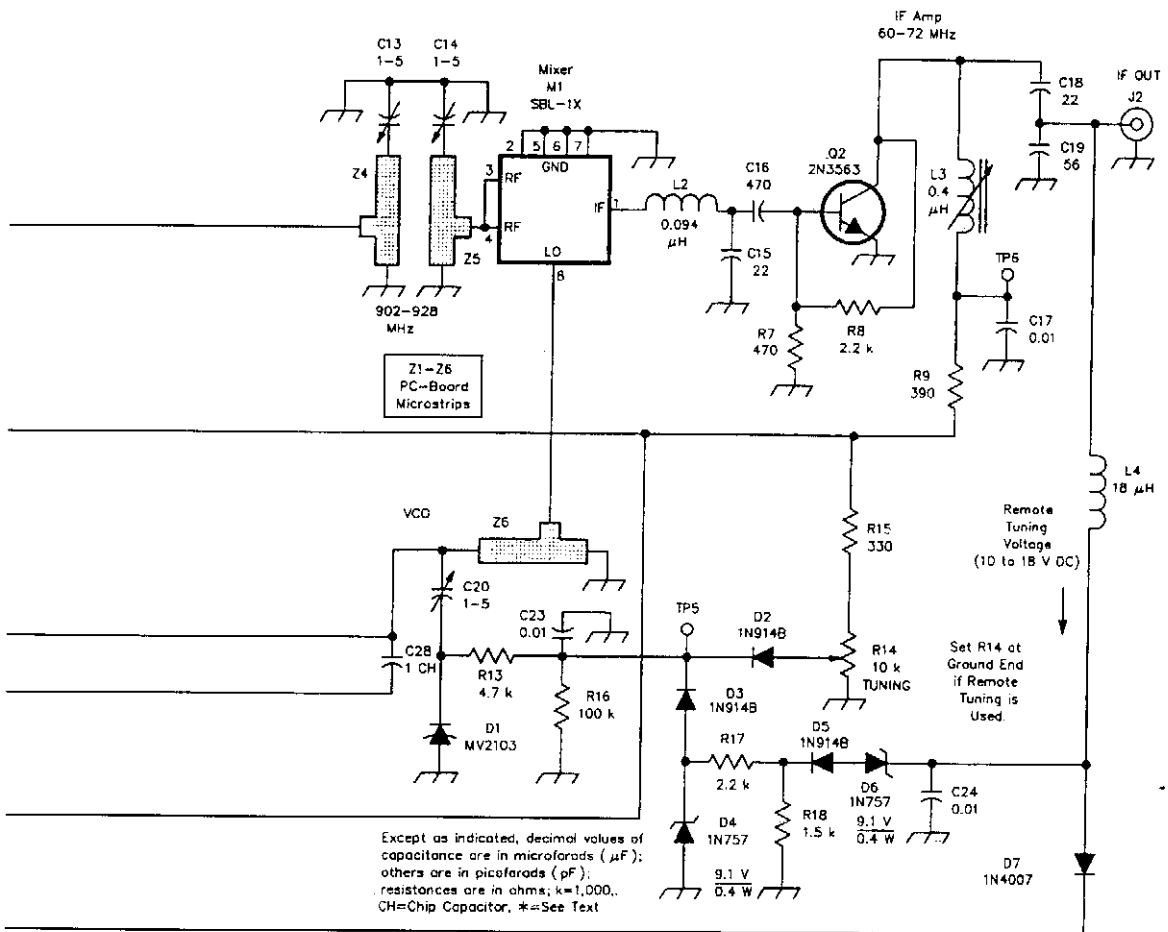 IF Amp
60-72 MHz
C13
1-5
C14
1-5
Mixer
M1
SBL-1X
C18
22
IF OUT
J2
2
5
6
7
GND
3
RF
4
RF
IF
1
LO
8
Z4
Z5
L2
0.094
μH
C16
470
Q2
2N3563
C19
56
L3
0.4
μH
C15
22
TP6
902-928
MHz
R7
470
R8
2.2 k
C17
0.01
R9
390
Z1-Z6
PC-Board
Microstrips
L4
18 μH
VCO
Z6
R15
330
Remote
Tuning
Voltage
(10 to 18 V DC)
C20
1-5
C23
0.01
TP5
D2
1N914B
C28
1 CH
R13
4.7 k
R16
100 k
R14
10 k
TUNING
Set R14 at
Ground End
if Remote
Tuning is
Used.
D3
1N914B
D1
MV2103
R17
2.2 k
D5
1N914B
D6
1N757
9.1 V
0.4 W
C24
0.01
D4
1N757
9.1 V
0.4 W
R18
1.5 k
D7
1N4007
Except as indicated, decimal values of
capacitance are in microfarads (μF);
others are in picofarads (pF);
resistances are in ohms; k=1,000,.
CH=Chip Capacitor, *=See Text